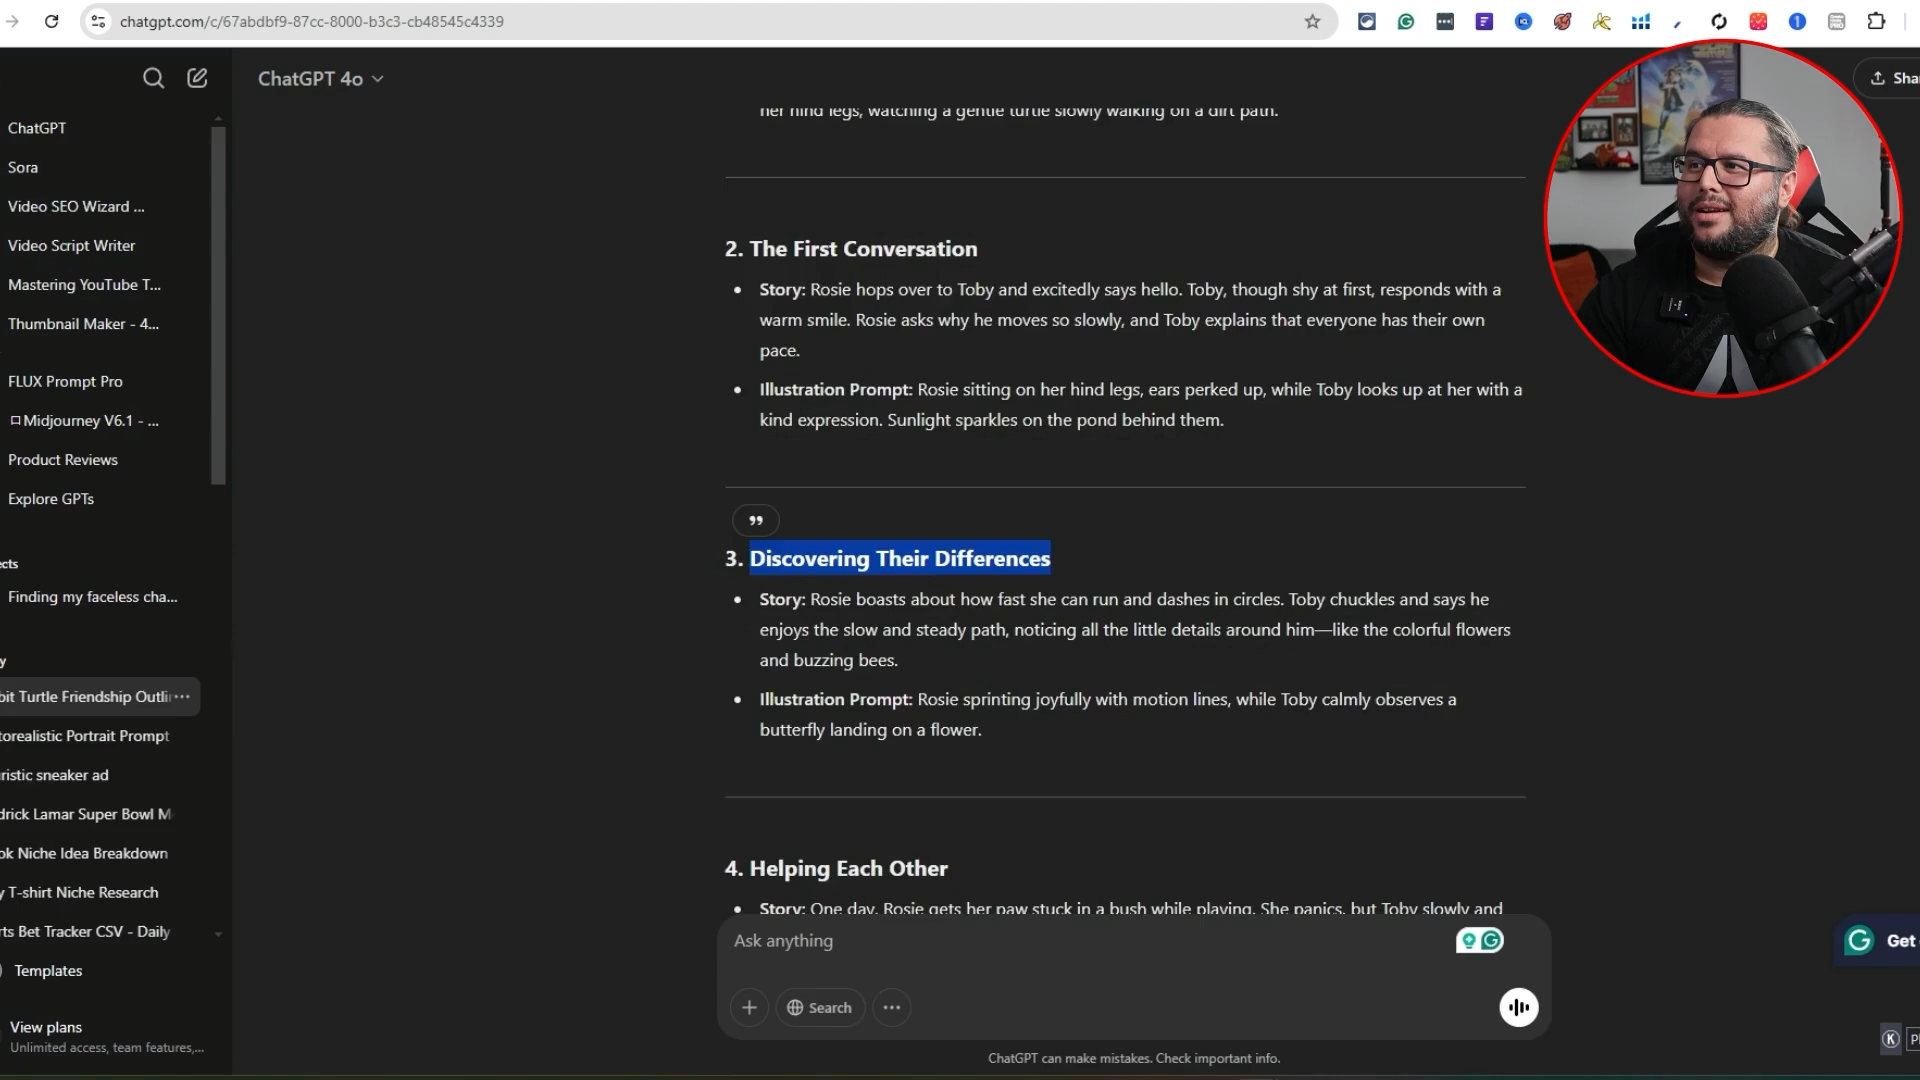 chatgpt.com/c/67abdbf9-87cc-8000-b3c3-cb48545c4339
ChatGPT 4o
Sha
ChatGPT
Sora
Video SEO Wizard ...
Video Script Writer
Mastering YouTube T...
Thumbnail Maker - 4...
FLUX Prompt Pro
Midjourney V6.1 - ...
Product Reviews
Explore GPTs
ects
Finding my faceless cha...
y
bit Turtle Friendship Outli
torealistic Portrait Prompt
uristic sneaker ad
drick Lamar Super Bowl M
ok Niche Idea Breakdown
y T-shirt Niche Research
rts Bet Tracker CSV - Daily
Templates
View plans
Unlimited access, team features,...
her hind legs, watching a gentle turtle slowly walking on a dirt path.
2. The First Conversation
• Story: Rosie hops over to Toby and excitedly says hello. Toby, though shy at first, responds with a
warm smile. Rosie asks why he moves so slowly, and Toby explains that everyone has their own
pace.
• Illustration Prompt: Rosie sitting on her hind legs, ears perked up, while Toby looks up at her with a
kind expression. Sunlight sparkles on the pond behind them.
3. Discovering Their Differences
• Story: Rosie boasts about how fast she can run and dashes in circles. Toby chuckles and says he
enjoys the slow and steady path, noticing all the little details around him—like the colorful flowers
and buzzing bees.
• Illustration Prompt: Rosie sprinting joyfully with motion lines, while Toby calmly observes a
butterfly landing on a flower.
4. Helping Each Other
• Story: One day, Rosie gets her paw stuck in a bush while playing. She panics, but Toby slowly and
Ask anything
Search
Get
K
P
ChatGPT can make mistakes. Check important info.